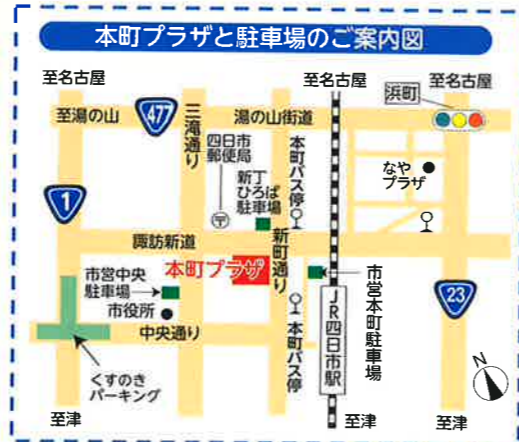 本町プラザと駐車場のご案内図
至名古屋
至名古屋
至名古屋
浜町
至湯の山
477
三滝通り
湯の山街道
四日市
郵便局
本町バス停
なや
プラザ
新丁
ひろば
駐車場
〒
1
諏訪新道
新町通り
本町プラザ
市営中央
駐車場
市役所
市営本町駐車場
23
中央通り
本町バス停
JR四日市駅
くすのき
パーキング
N
至津
至津
至津